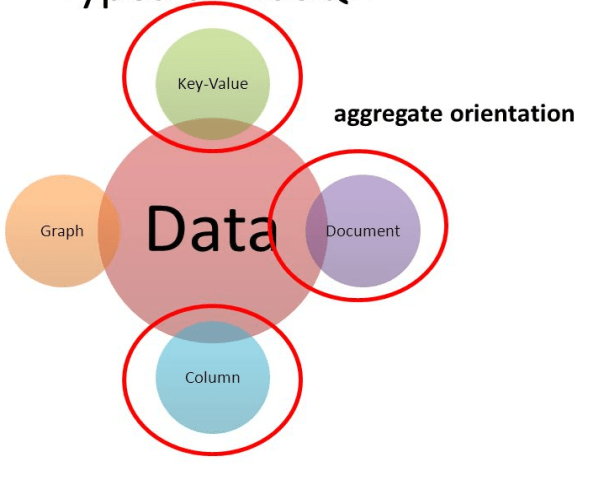 Key-Value
aggregate orientation
Graph
Data
Document
Column